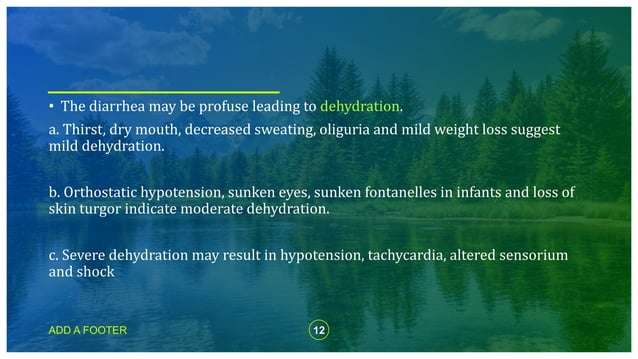 • The diarrhea may be profuse leading to dehydration.
a. Thirst, dry mouth, decreased sweating, oliguria and mild weight loss suggest
mild dehydration.
b. Orthostatic hypotension, sunken eyes, sunken fontanelles in infants and loss of
skin turgor indicate moderate dehydration.
c. Severe dehydration may result in hypotension, tachycardia, altered sensorium
and shock
ADD A FOOTER
12